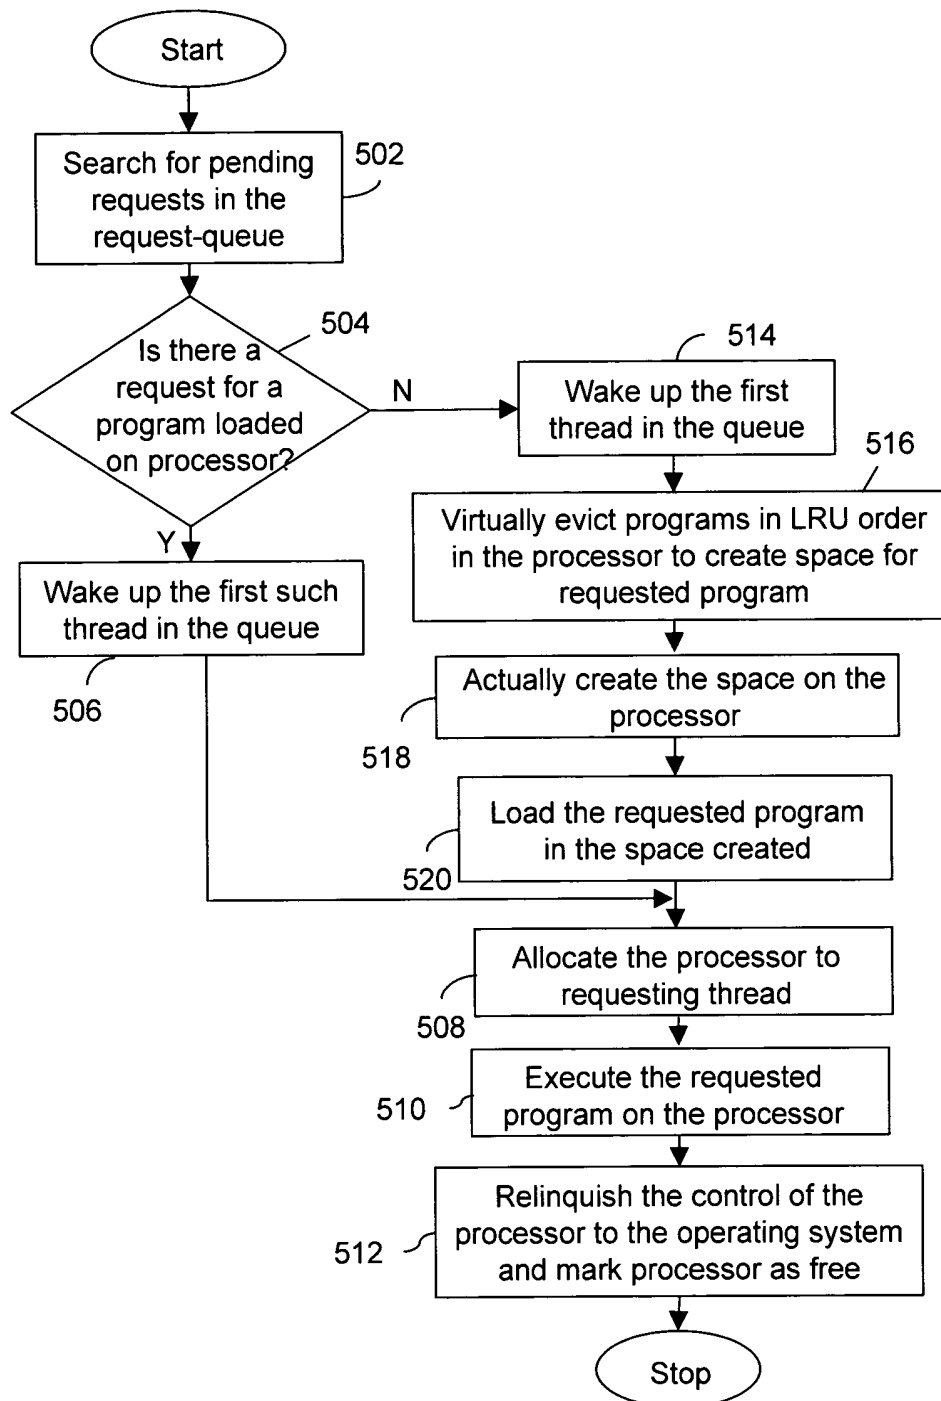 Start
Search for pending
requests in the
request-queue
502
Is there a
request for a
program loaded
on processor?
504
N
Y
Wake up the first such
thread in the queue
506
514
Wake up the first
thread in the queue
516
Virtually evict programs in LRU order
in the processor to create space for
requested program
Actually create the space on the
processor
518
Load the requested program
in the space created
520
Allocate the processor to
requesting thread
508
Execute the requested
program on the processor
510
Relinquish the control of the
processor to the operating system
and mark processor as free
512
Stop